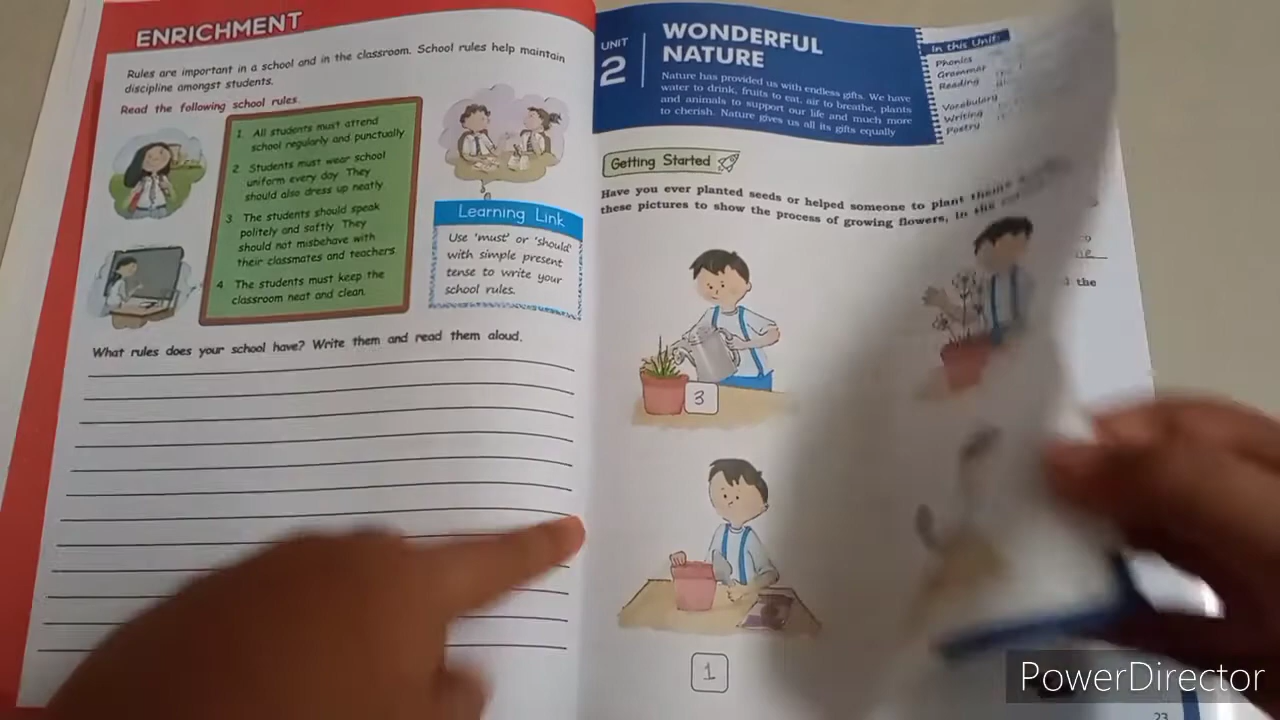 ENRICHMENT
Rules are important in a school and in the classroom. School rules help maintain
discipline amongst students.
Read the following school rules.
1. All students must attend
school regularly and punctually
2. Students must wear school
uniform every day. They
should also dress up neatly
3. The students should speak
politely and softly. They
should not misbehave with
their classmates and teachers
4. The students must keep the
classroom neat and clean.
Learning Link
Use 'must' or 'should'
with simple present
tense to write your
school rules.
What rules does your school have? Write them and read them aloud.
UNIT
2
WONDERFUL
NATURE
Nature has provided us with endless gifts. We have
water to drink, fruits to eat, air to breathe, plants
and animals to support our life and much more
to cherish. Nature gives us all its gifts equally
In this Unit:
Phonics
Grammar
Reading
Vocabulary
Writing
Poetry
Getting Started
Have you ever planted seeds or helped someone to plant
these pictures to show the process of growing flowers, in the
the
3
1
PowerDirector
23